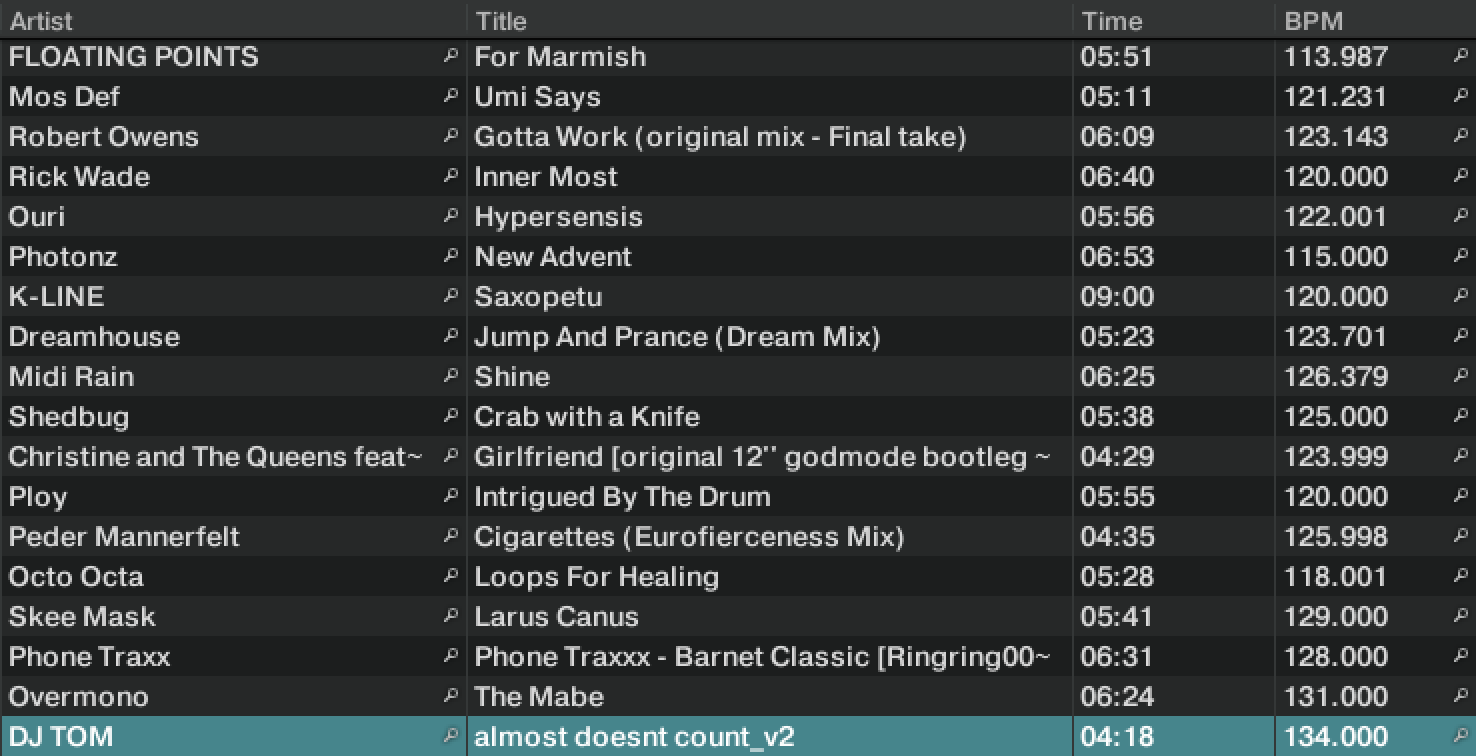 Artist Title Time BPM
FLOATING POINTS For Marmish 05:51 113.987
Mos Def Umi Says 05:11 121.231
Robert Owens Gotta Work (original mix - Final take) 06:09 123.143
Rick Wade Inner Most 06:40 120.000
Ouri Hypersensis 05:56 122.001
Photonz New Advent 06:53 115.000
K-LINE Saxopetu 09:00 120.000
Dreamhouse Jump And Prance (Dream Mix) 05:23 123.701
Midi Rain Shine 06:25 126.379
Shedbug Crab with a Knife 05:38 125.000
Christine and The Queens feat~ Girlfriend [original 12'' godmode bootleg ~ 04:29 123.999
Ploy Intrigued By The Drum 05:55 120.000
Peder Mannerfelt Cigarettes (Eurofierceness Mix) 04:35 125.998
Octo Octa Loops For Healing 05:28 118.001
Skee Mask Larus Canus 05:41 129.000
Phone Traxx Phone Traxxx - Barnet Classic [Ringring00~ 06:31 128.000
Overmono The Mabe 06:24 131.000
DJ TOM almost doesnt count_v2 04:18 134.000